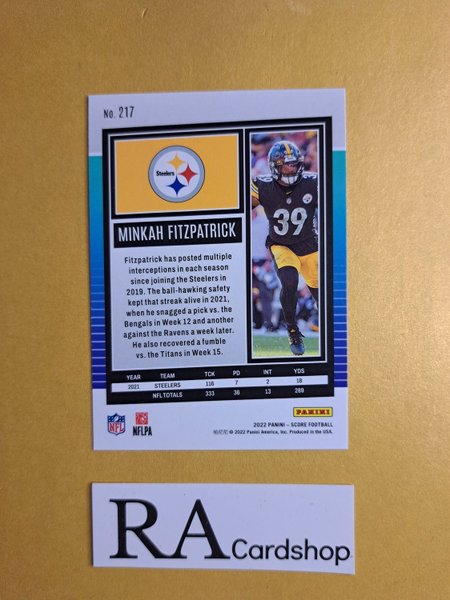 No. 217
Steelers
39
MINKAH FITZPATRICK
Fitzpatrick has posted multiple
interceptions in each season
since joining the Steelers in
2019. The ball-hawking safety
kept that streak alive in 2021,
when he snagged a pick vs. the
Bengals in Week 12 and another
against the Ravens a week later.
He also recovered a fumble
vs. the Titans in Week 15.
YEAR TEAM TCK PD INT YDS
2021 STEELERS 116 7 2 18
NFL TOTALS 333 36 13 289
PANINI
NFL NFLPA
2022 PANINI – SCORE FOOTBALL
© 2022 Panini America, Inc. Produced in the USA.
RA Cardshop